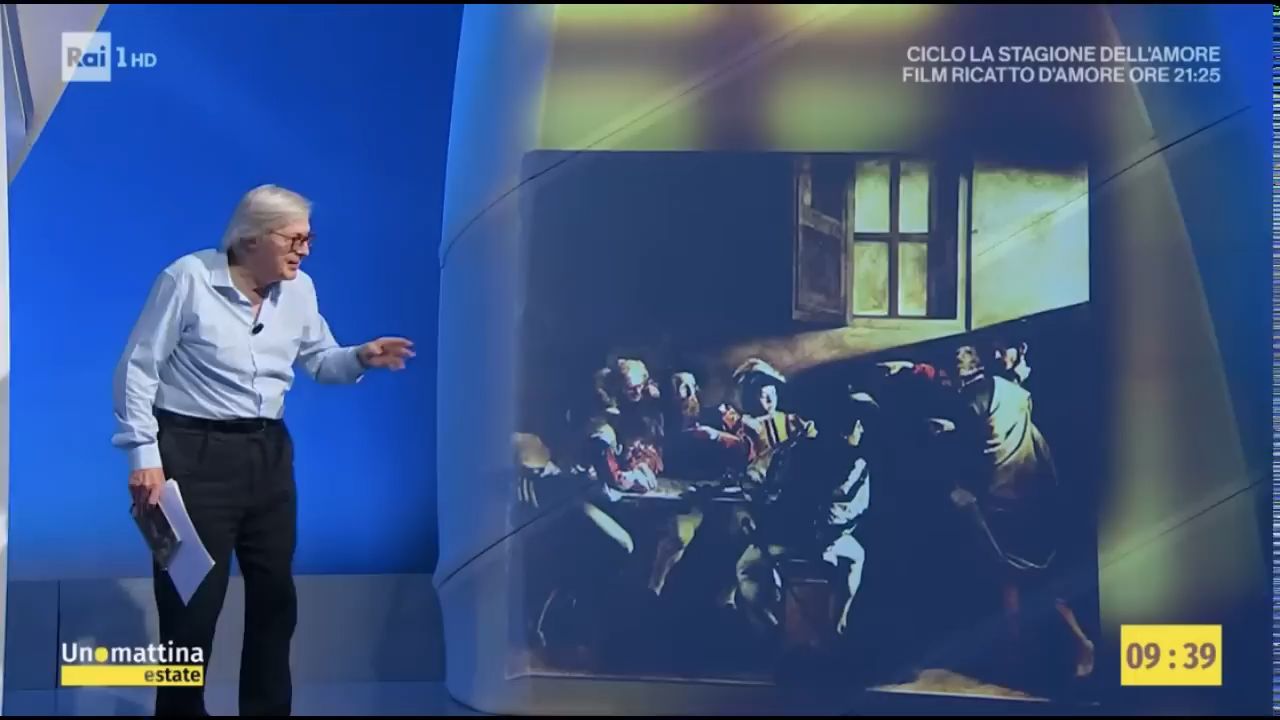 Rai 1 HD
CICLO LA STAGIONE DELL'AMORE
FILM RICATTO D'AMORE ORE 21:25
Unomattina
estate
09:39